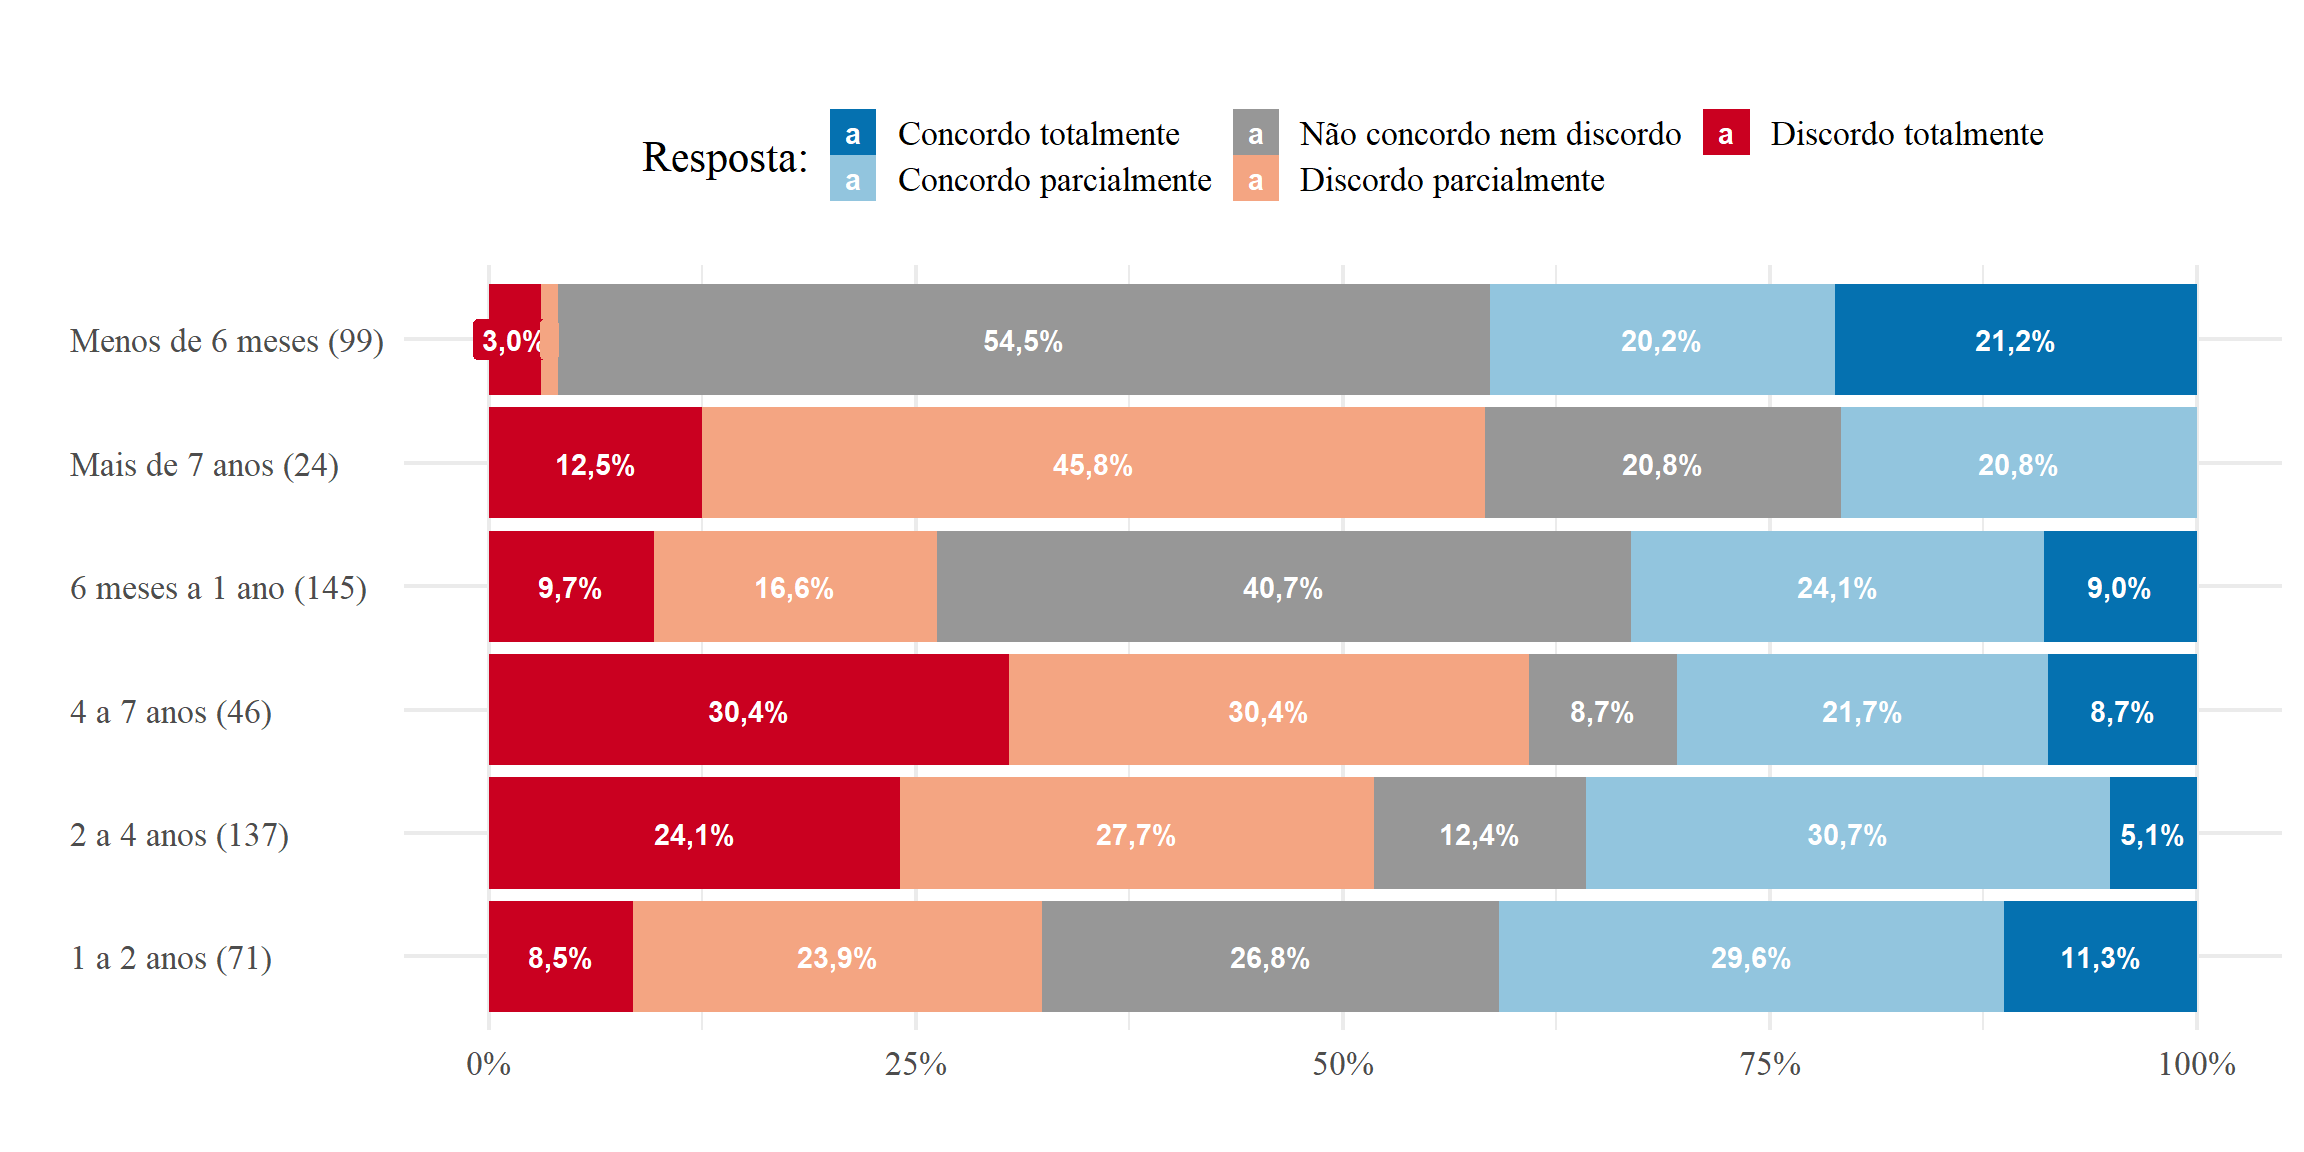 Resposta:
a Concordo totalmente
a Concordo parcialmente
a Não concordo nem discordo
a Discordo parcialmente
a Discordo totalmente
Menos de 6 meses (99) 3,0% 54,5% 20,2% 21,2%
Mais de 7 anos (24) 12,5% 45,8% 20,8% 20,8%
6 meses a 1 ano (145) 9,7% 16,6% 40,7% 24,1% 9,0%
4 a 7 anos (46) 30,4% 30,4% 8,7% 21,7% 8,7%
2 a 4 anos (137) 24,1% 27,7% 12,4% 30,7% 5,1%
1 a 2 anos (71) 8,5% 23,9% 26,8% 29,6% 11,3%
0% 25% 50% 75% 100%